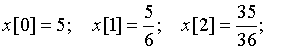 x[0] = 5; x[1] = 5/6; x[2] = 35/36;